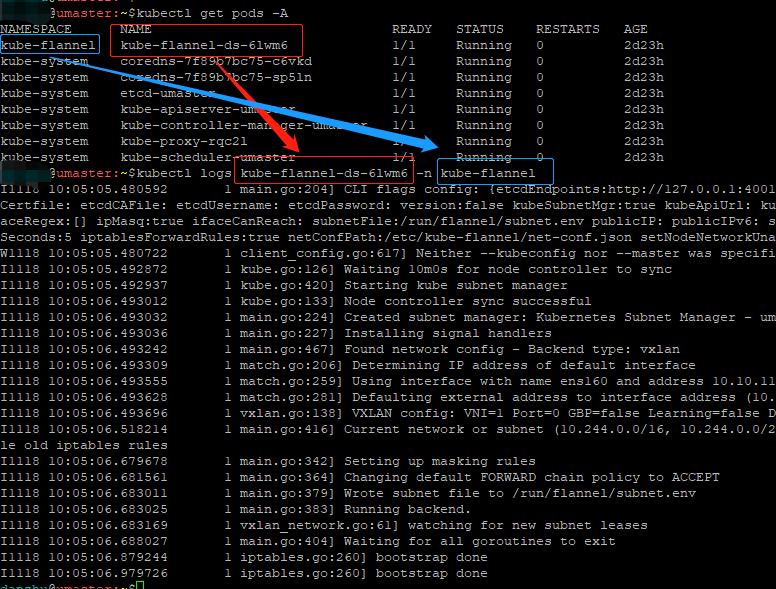 @umaster:~$kubectl get pods -A
NAMESPACE NAME READY STATUS RESTARTS AGE
kube-flannel kube-flannel-ds-6lwm6 1/1 Running 0 2d23h
kube-system coredns-7f89b7bc75-c6vkd 1/1 Running 0 2d23h
kube-system coredns-7f89b7bc75-sp5ln 1/1 Running 0 2d23h
kube-system etcd-umaster 1/1 Running 0 2d23h
kube-system kube-apiserver-umaster 1/1 Running 0 2d23h
kube-system kube-controller-manager-umaster 1/1 Running 0 2d23h
kube-system kube-proxy-rqc2l 1/1 Running 0 2d23h
kube-system kube-scheduler-umaster 1/1 Running 0 2d23h
@umaster:~$kubectl logs kube-flannel-ds-6lwm6 -n kube-flannel
I1118 10:05:05.480592 1 main.go:204] CLI flags config: {etcdEndpoints:http://127.0.0.1:4001
Certfile: etcdCAFile: etcdUsername: etcdPassword: version:false kubeSubnetMgr:true kubeApiUrl: ku
aceRegex:[] ipMasq:true ifaceCanReach: subnetFile:/run/flannel/subnet.env publicIP: publicIPv6: s
Seconds:5 iptablesForwardRules:true netConfPath:/etc/kube-flannel/net-conf.json setNodeNetworkUna
W1118 10:05:05.480722 1 client_config.go:617] Neither --kubeconfig nor --master was specifi
I1118 10:05:05.492872 1 kube.go:126] Waiting 10m0s for node controller to sync
I1118 10:05:05.492937 1 kube.go:420] Starting kube subnet manager
I1118 10:05:06.493012 1 kube.go:133] Node controller sync successful
I1118 10:05:06.493032 1 main.go:224] Created subnet manager: Kubernetes Subnet Manager - um
I1118 10:05:06.493036 1 main.go:227] Installing signal handlers
I1118 10:05:06.493242 1 main.go:467] Found network config - Backend type: vxlan
I1118 10:05:06.493309 1 match.go:206] Determining IP address of default interface
I1118 10:05:06.493555 1 match.go:259] Using interface with name ens160 and address 10.10.11
I1118 10:05:06.493628 1 match.go:281] Defaulting external address to interface address (10.
I1118 10:05:06.493696 1 vxlan.go:138] VXLAN config: VNI=1 Port=0 GBP=false Learning=false D
I1118 10:05:06.518214 1 main.go:416] Current network or subnet (10.244.0.0/16, 10.244.0.0/2
le old iptables rules
I1118 10:05:06.679678 1 main.go:342] Setting up masking rules
I1118 10:05:06.681561 1 main.go:364] Changing default FORWARD chain policy to ACCEPT
I1118 10:05:06.683011 1 main.go:379] Wrote subnet file to /run/flannel/subnet.env
I1118 10:05:06.683025 1 main.go:383] Running backend.
I1118 10:05:06.683169 1 vxlan_network.go:61] watching for new subnet leases
I1118 10:05:06.688027 1 main.go:404] Waiting for all goroutines to exit
I1118 10:05:06.879244 1 iptables.go:260] bootstrap done
I1118 10:05:06.979726 1 iptables.go:260] bootstrap done
@umaster:~$